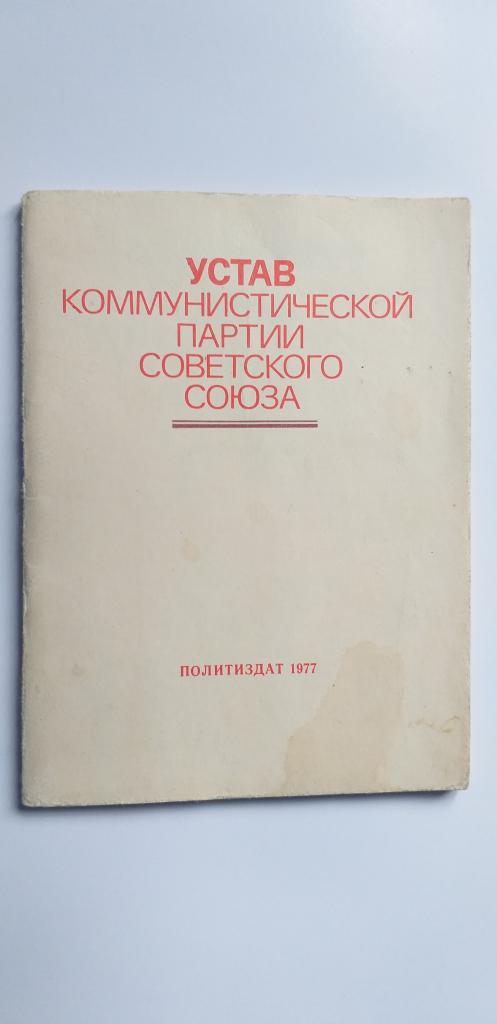 УСТАВ
КОММУНИСТИЧЕСКОЙ
ПАРТИИ
СОВЕТСКОГО
СОЮЗА
ПОЛИТИЗДАТ 1977